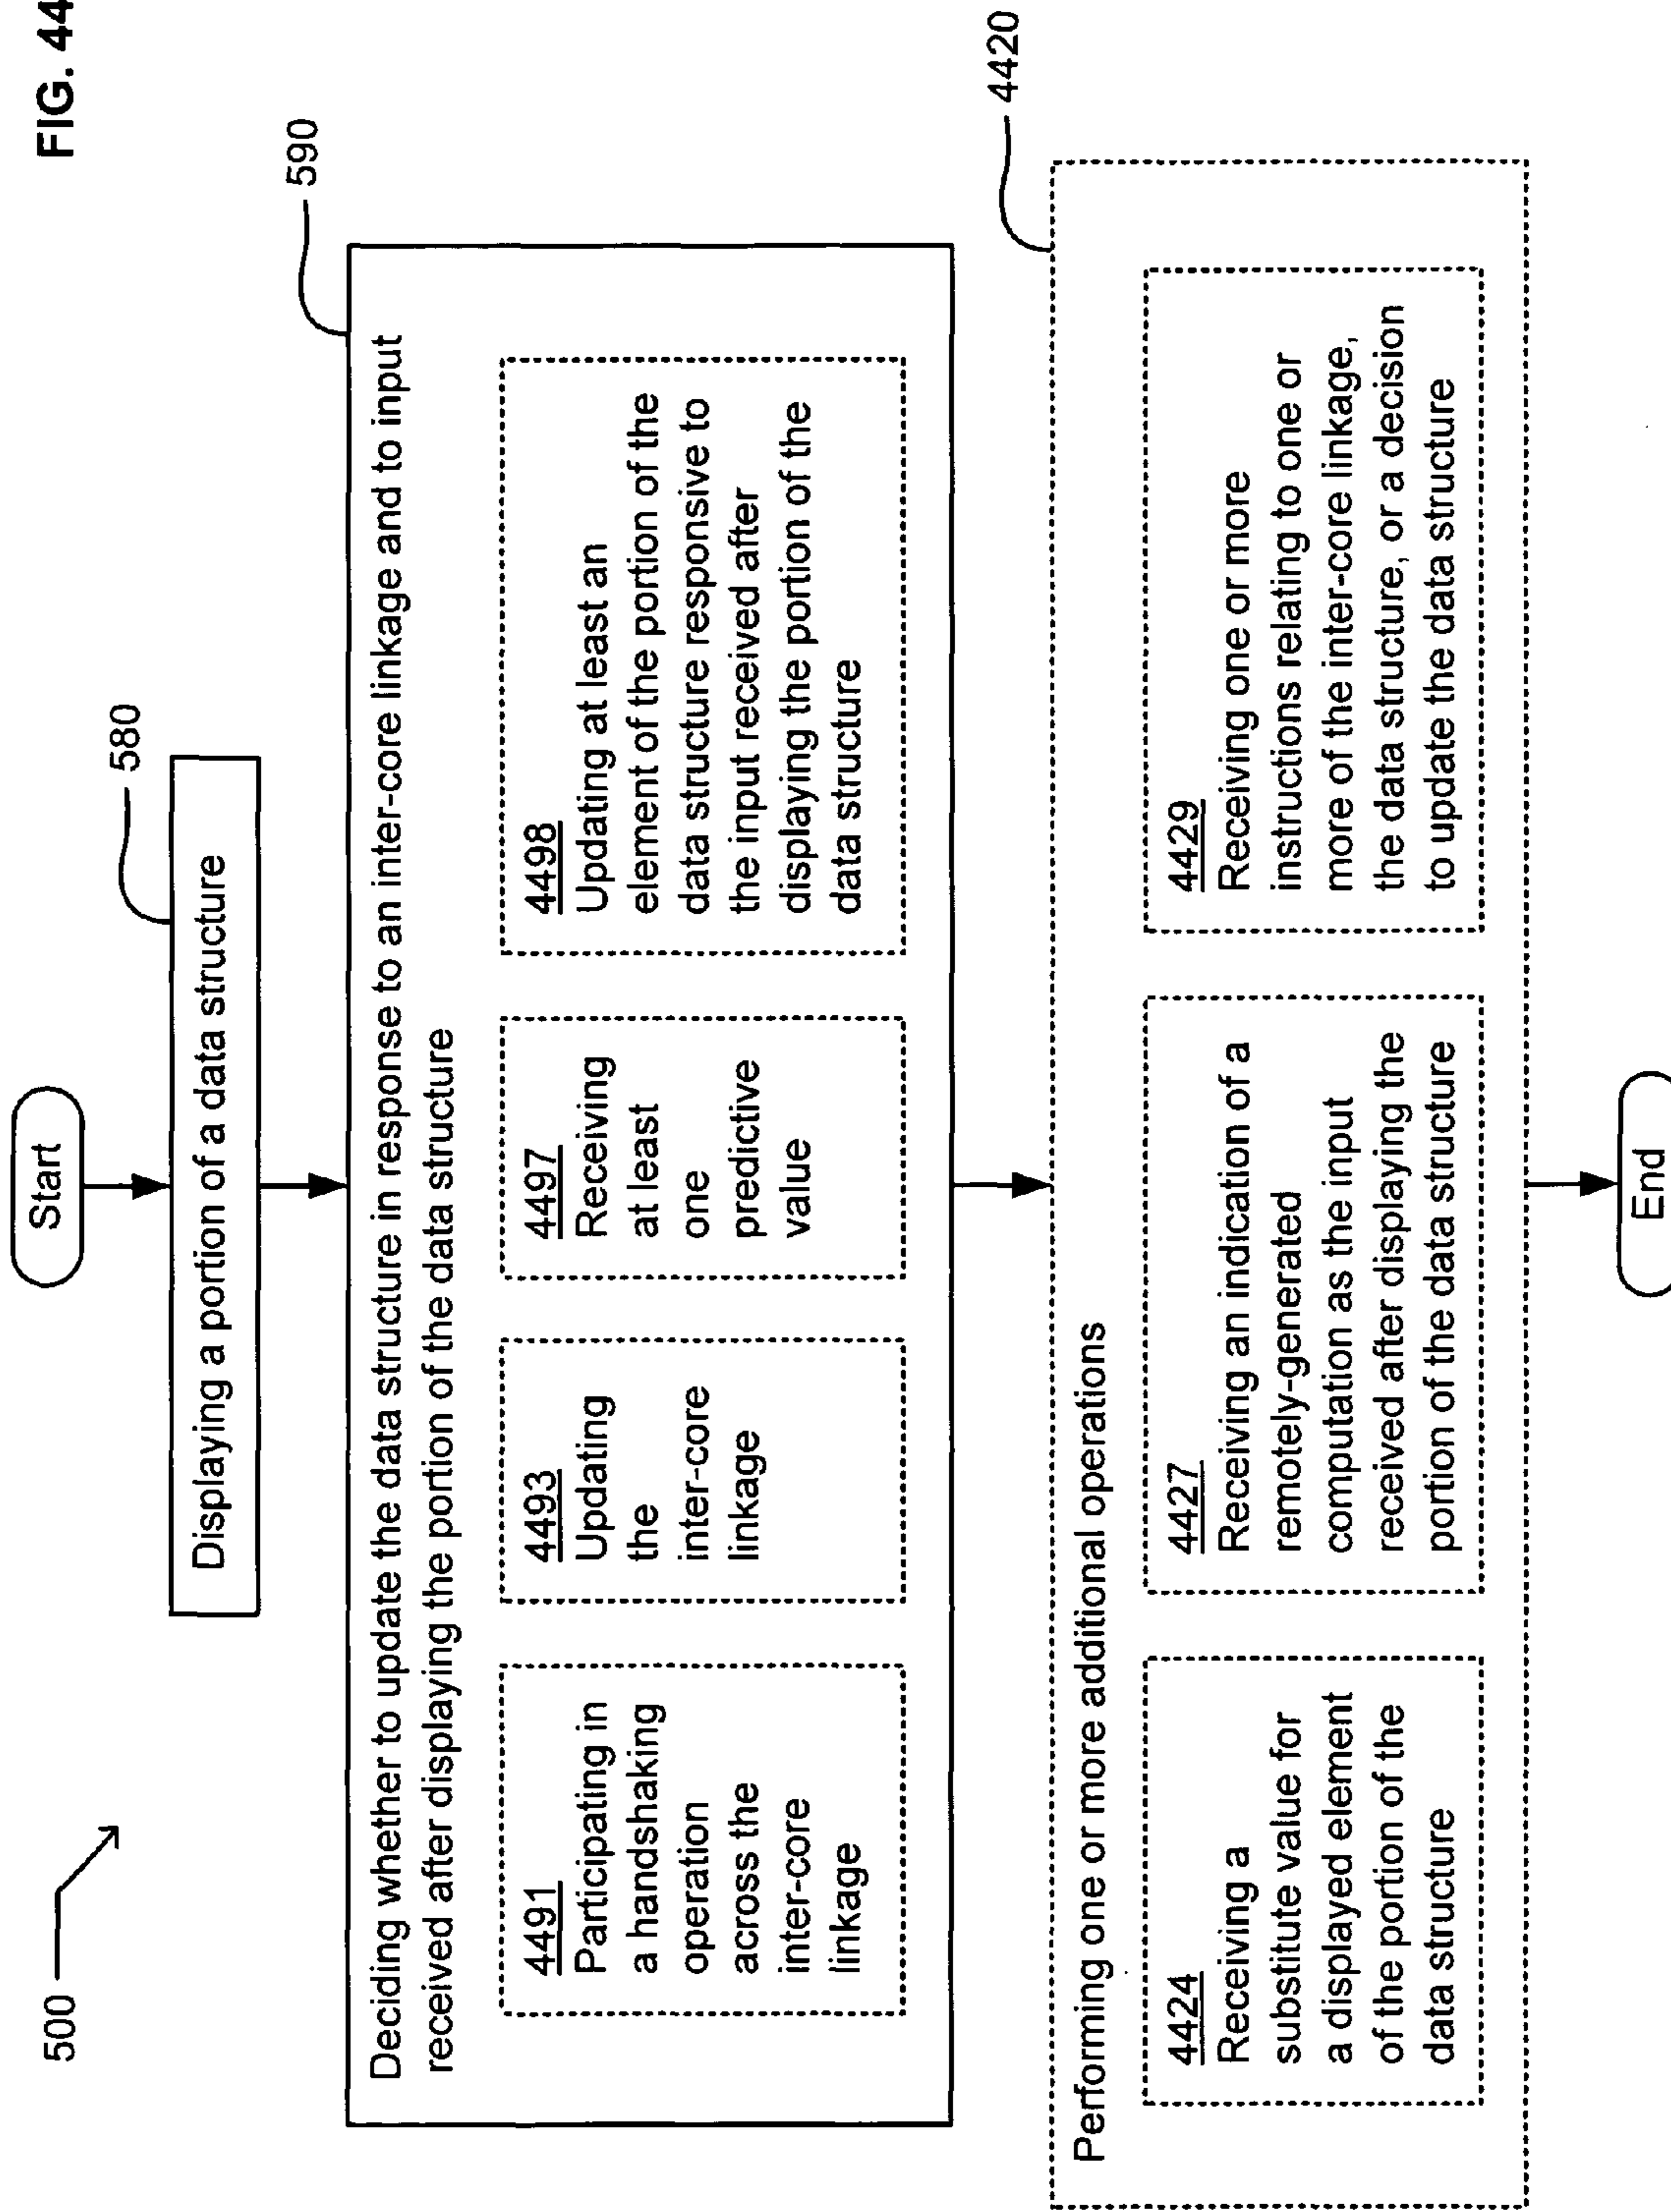 FIG. 44
500
Start
580
Displaying a portion of a data structure
590
Deciding whether to update the data structure in response to an inter-core linkage and to input
received after displaying the portion of the data structure
4491
Participating in
a handshaking
operation
across the
inter-core
linkage
4493
Updating
the
inter-core
linkage
4497
Receiving
at least
one
predictive
value
4498
Updating at least an
element of the portion of the
data structure responsive to
the input received after
displaying the portion of the
data structure
4420
Performing one or more additional operations
4424
Receiving a
substitute value for
a displayed element
of the portion of the
data structure
4427
Receiving an indication of a
remotely-generated
computation as the input
received after displaying the
portion of the data structure
4429
Receiving one or more
instructions relating to one or
more of the inter-core linkage,
the data structure, or a decision
to update the data structure
End